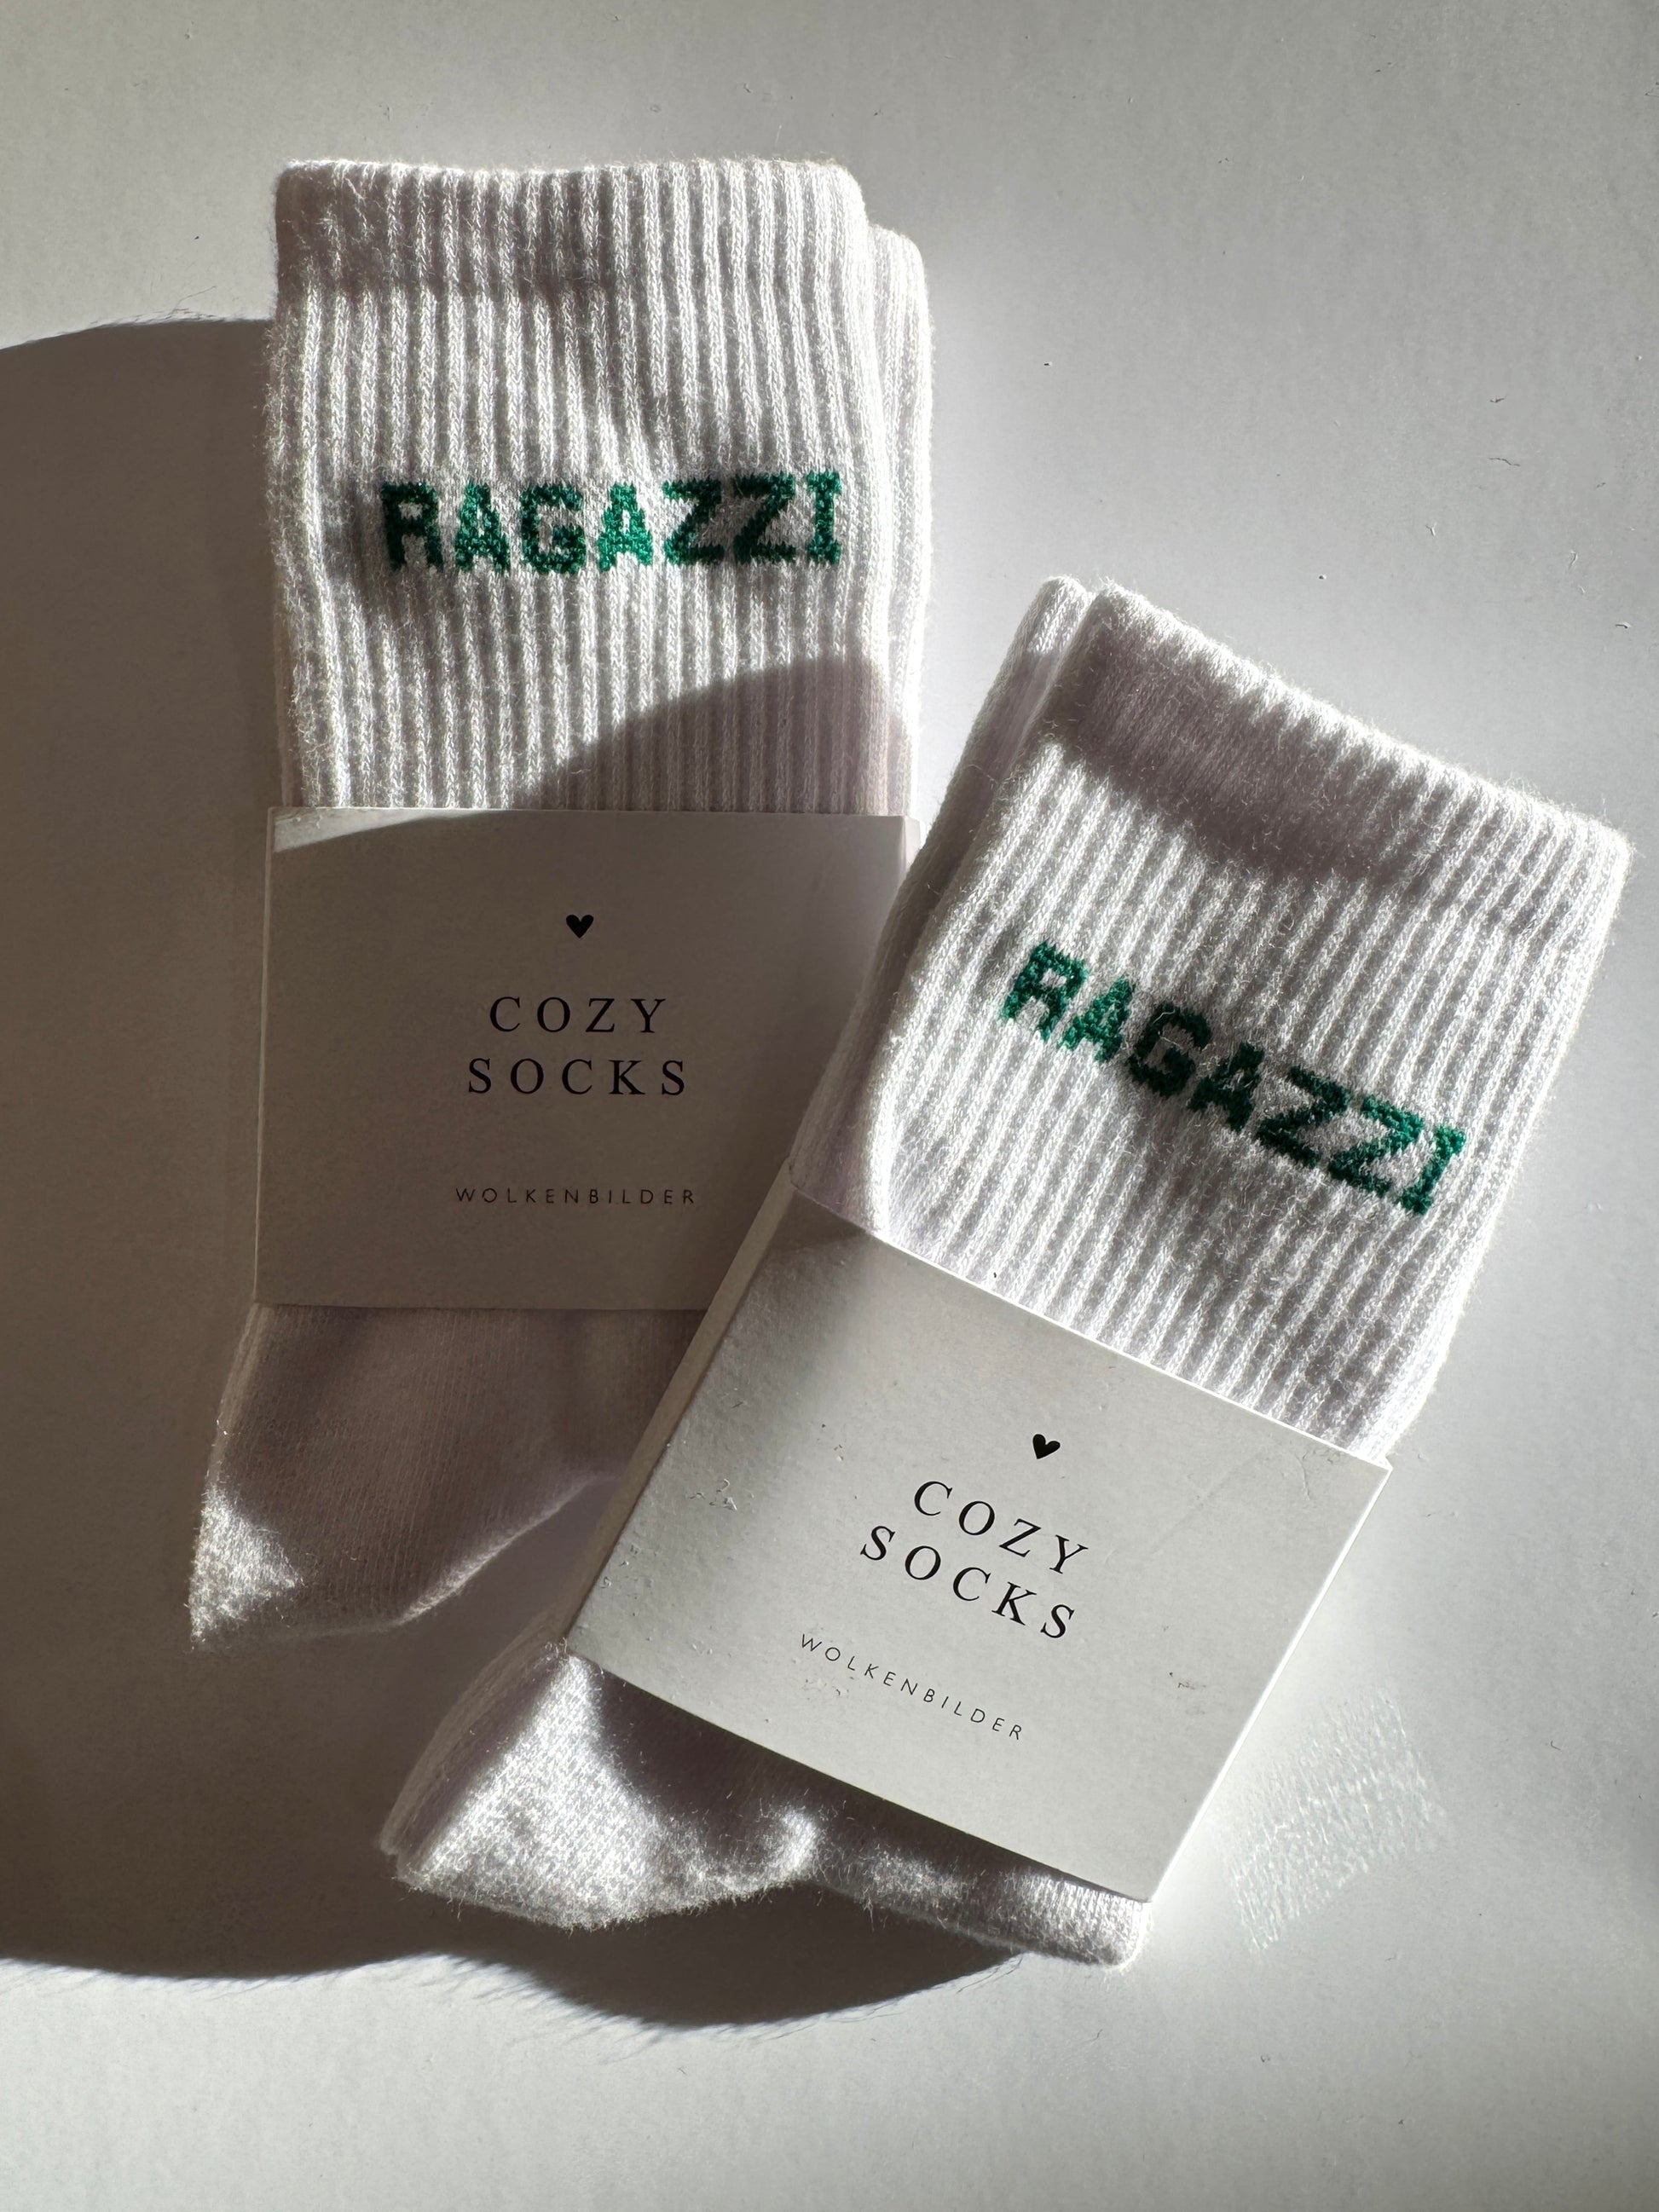 RAGAZZI
♥
COZY
SOCKS
WOLKENBILDER
RAGAZZI
♥
COZY
SOCKS
WOLKENBILDER